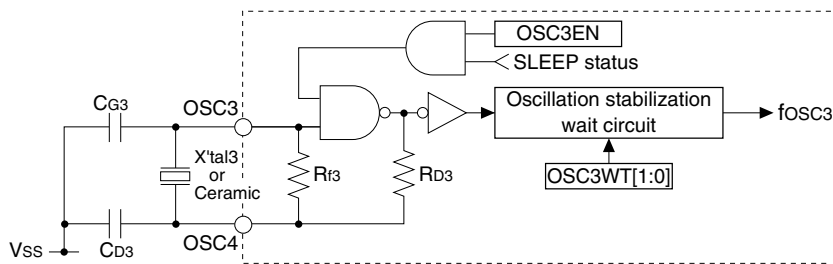 OSC3EN
SLEEP status
OSC3
CG3
Oscillation stabilization
wait circuit
fOSC3
X'tal3
or
Ceramic
Rf3
RD3
OSC3WT[1:0]
OSC4
CD3
VSS